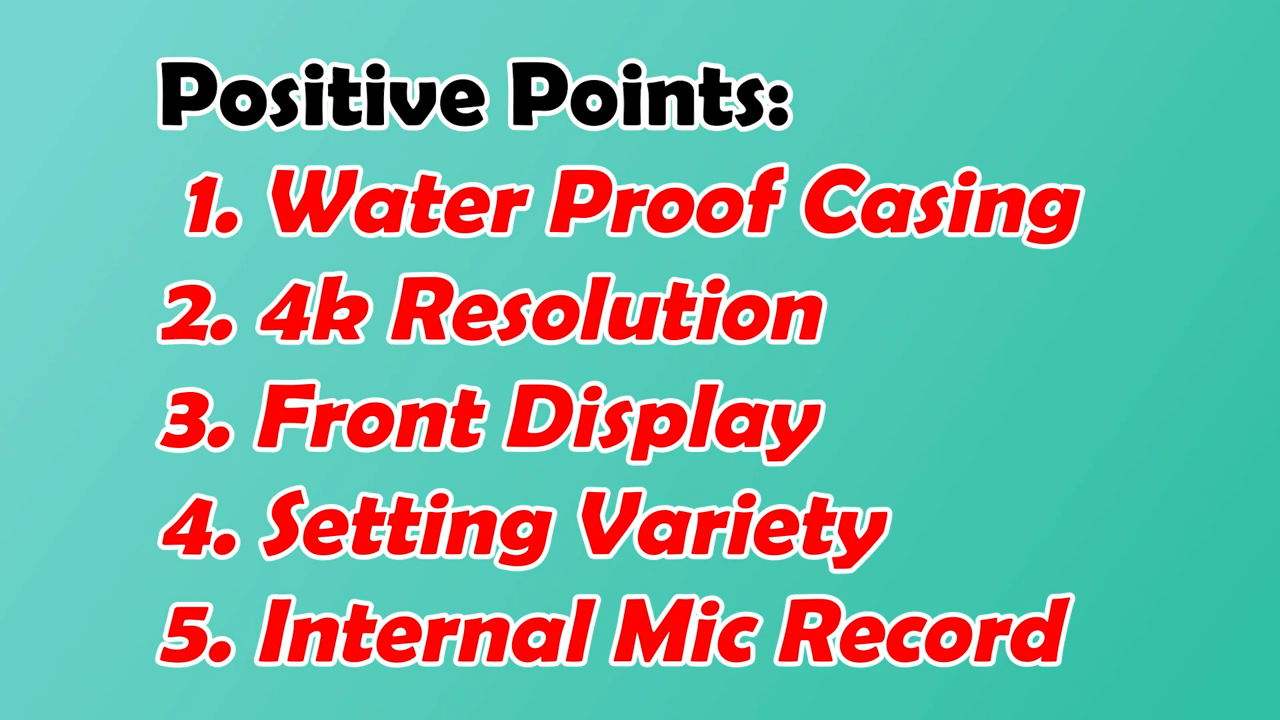 Positive Points:
1. Water Proof Casing
2. 4k Resolution
3. Front Display
4. Setting Variety
5. Internal Mic Record